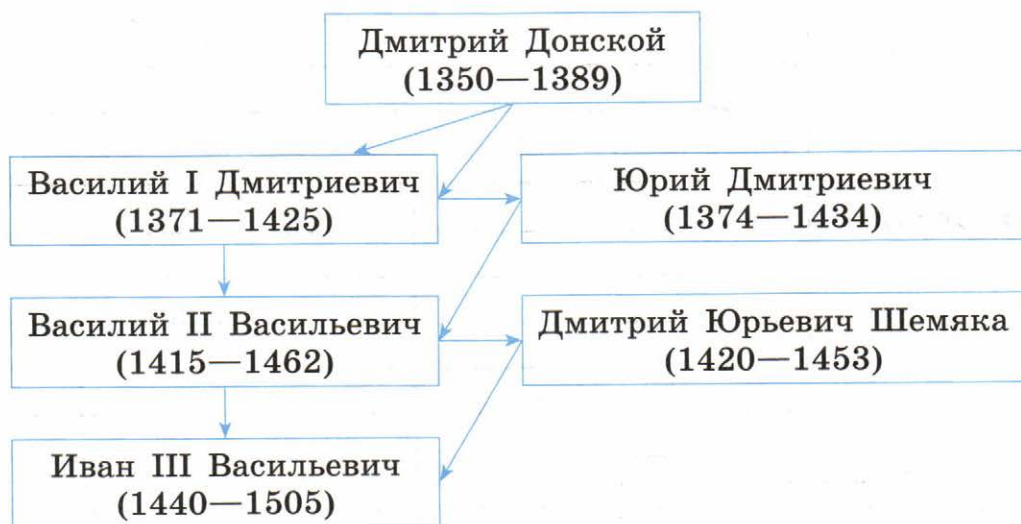 Дмитрий Донской
(1350—1389)
Василий I Дмитриевич
(1371—1425)
Юрий Дмитриевич
(1374—1434)
Василий II Васильевич
(1415—1462)
Дмитрий Юрьевич Шемяка
(1420—1453)
Иван III Васильевич
(1440—1505)